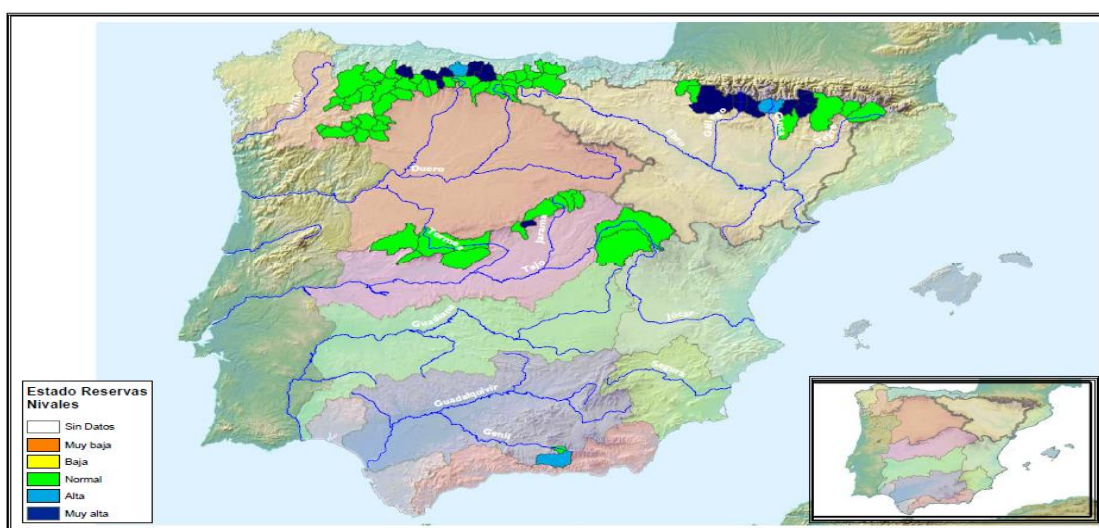 Miño
Duero
Ebro
Gállego
Cinca
Segre
Tormes
Jarama
Tajo
Guadiana
Júcar
Segura
Guadalquivir
Genil
Estado Reservas
Nivales
Sin Datos
Muy baja
Baja
Normal
Alta
Muy alta